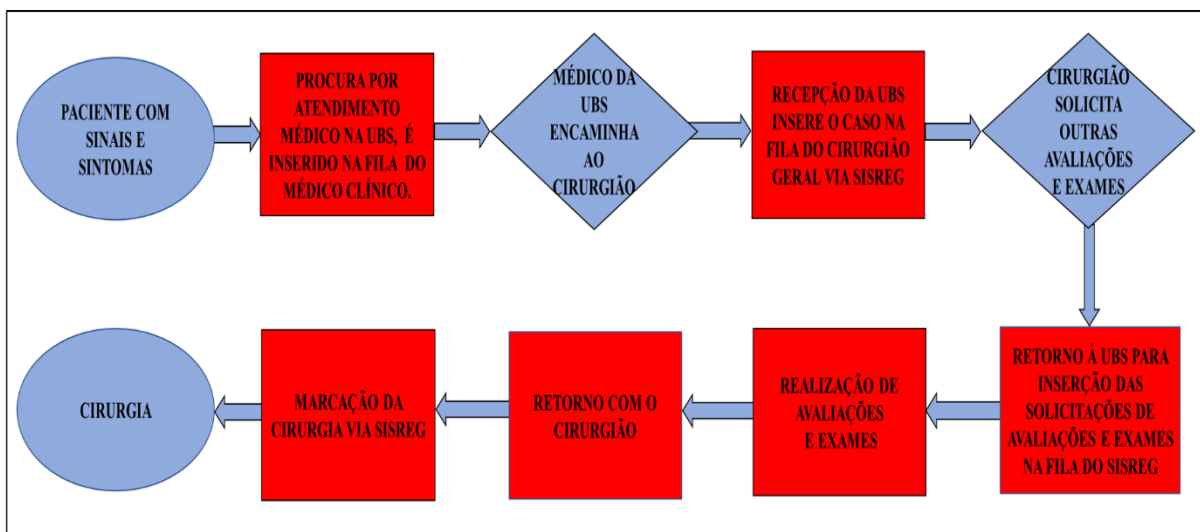 PACIENTE COM
SINAIS E
SINTOMAS
PROCURA POR
ATENDIMENTO
MÉDICO NA UBS, É
INSERIDO NA FILA DO
MÉDICO CLÍNICO.
MÉDICO DA
UBS
ENCAMINHA
AO
CIRURGIÃO
RECEPÇÃO DA UBS
INSERE O CASO NA
FILA DO CIRURGIÃO
GERAL VIA SISREG
CIRURGIÃO
SOLICITA
OUTRAS
AVALIAÇÕES
E EXAMES
RETORNO À UBS PARA
INSERÇÃO DAS
SOLICITAÇÕES DE
AVALIAÇÕES E EXAMES
NA FILA DO SISREG
REALIZAÇÃO DE
AVALIAÇÕES
E EXAMES
RETORNO COM O
CIRURGIÃO
MARCAÇÃO DA
CIRURGIA VIA SISREG
CIRURGIA